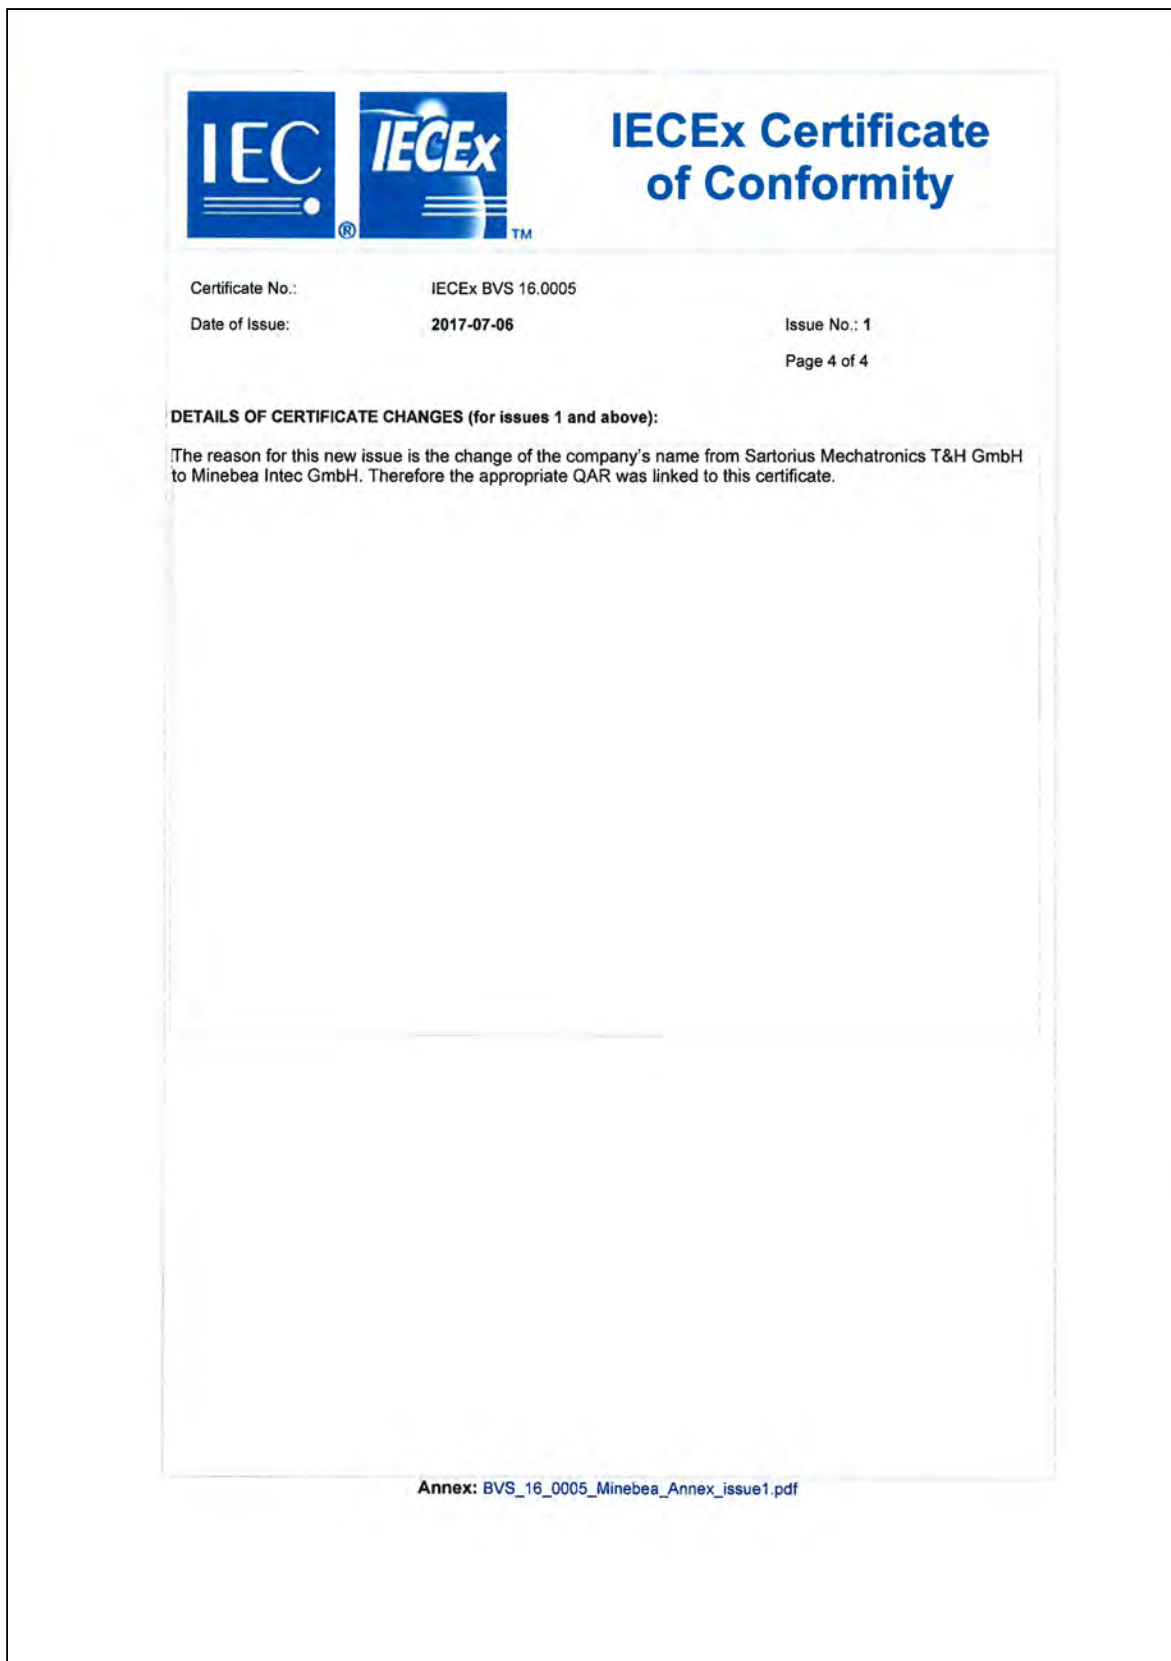 IEC
®
IECEx
TM
IECEx Certificate
of Conformity
Certificate No.: IECEx BVS 16.0005
Date of Issue: 2017-07-06 Issue No.: 1
Page 4 of 4
DETAILS OF CERTIFICATE CHANGES (for issues 1 and above):
The reason for this new issue is the change of the company's name from Sartorius Mechatronics T&H GmbH
to Minebea Intec GmbH. Therefore the appropriate QAR was linked to this certificate.
Annex: BVS_16_0005_Minebea_Annex_issue1.pdf